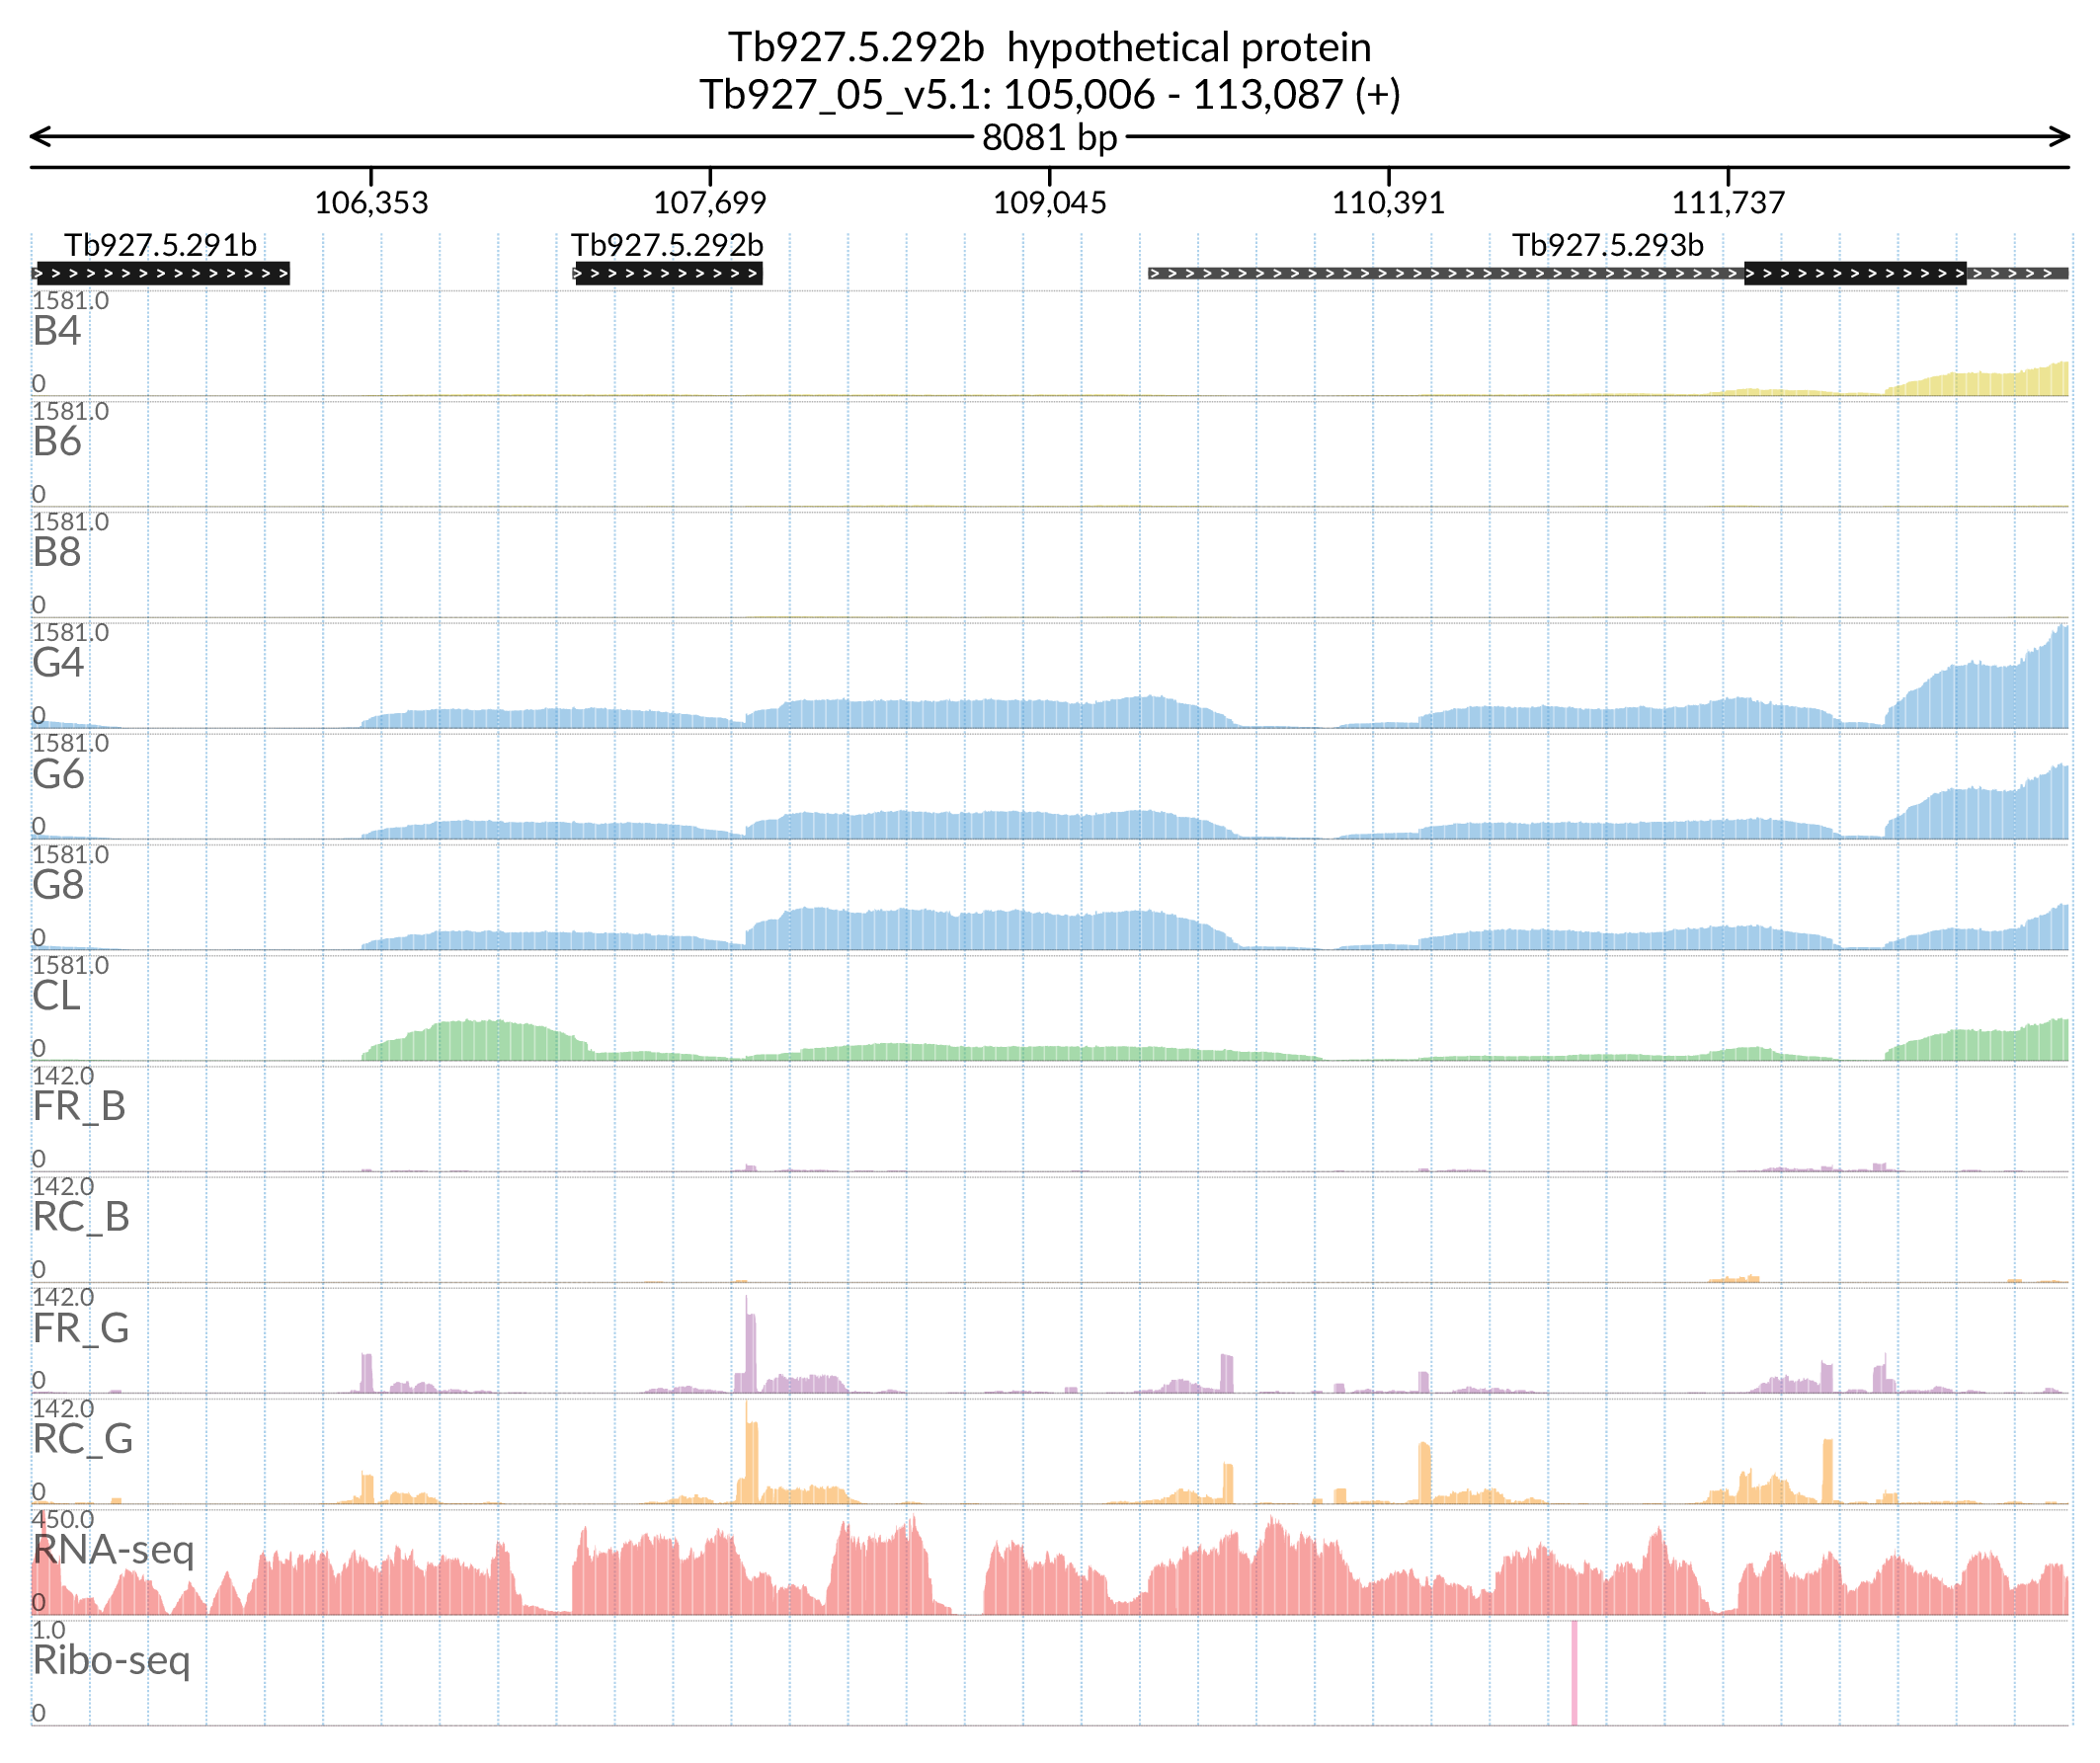 Tb927.5.292b hypothetical protein
Tb927_05_v5.1: 105,006 - 113,087 (+)
8081 bp
106,353 107,699 109,045 110,391 111,737
Tb927.5.291b Tb927.5.292b Tb927.5.293b
1581.0
B4
0
1581.0
B6
0
1581.0
B8
0
1581.0
G4
0
1581.0
G6
0
1581.0
G8
0
1581.0
CL
0
142.0
FR_B
0
142.0
RC_B
0
142.0
FR_G
0
142.0
RC_G
0
450.0
RNA-seq
0
1.0
Ribo-seq
0